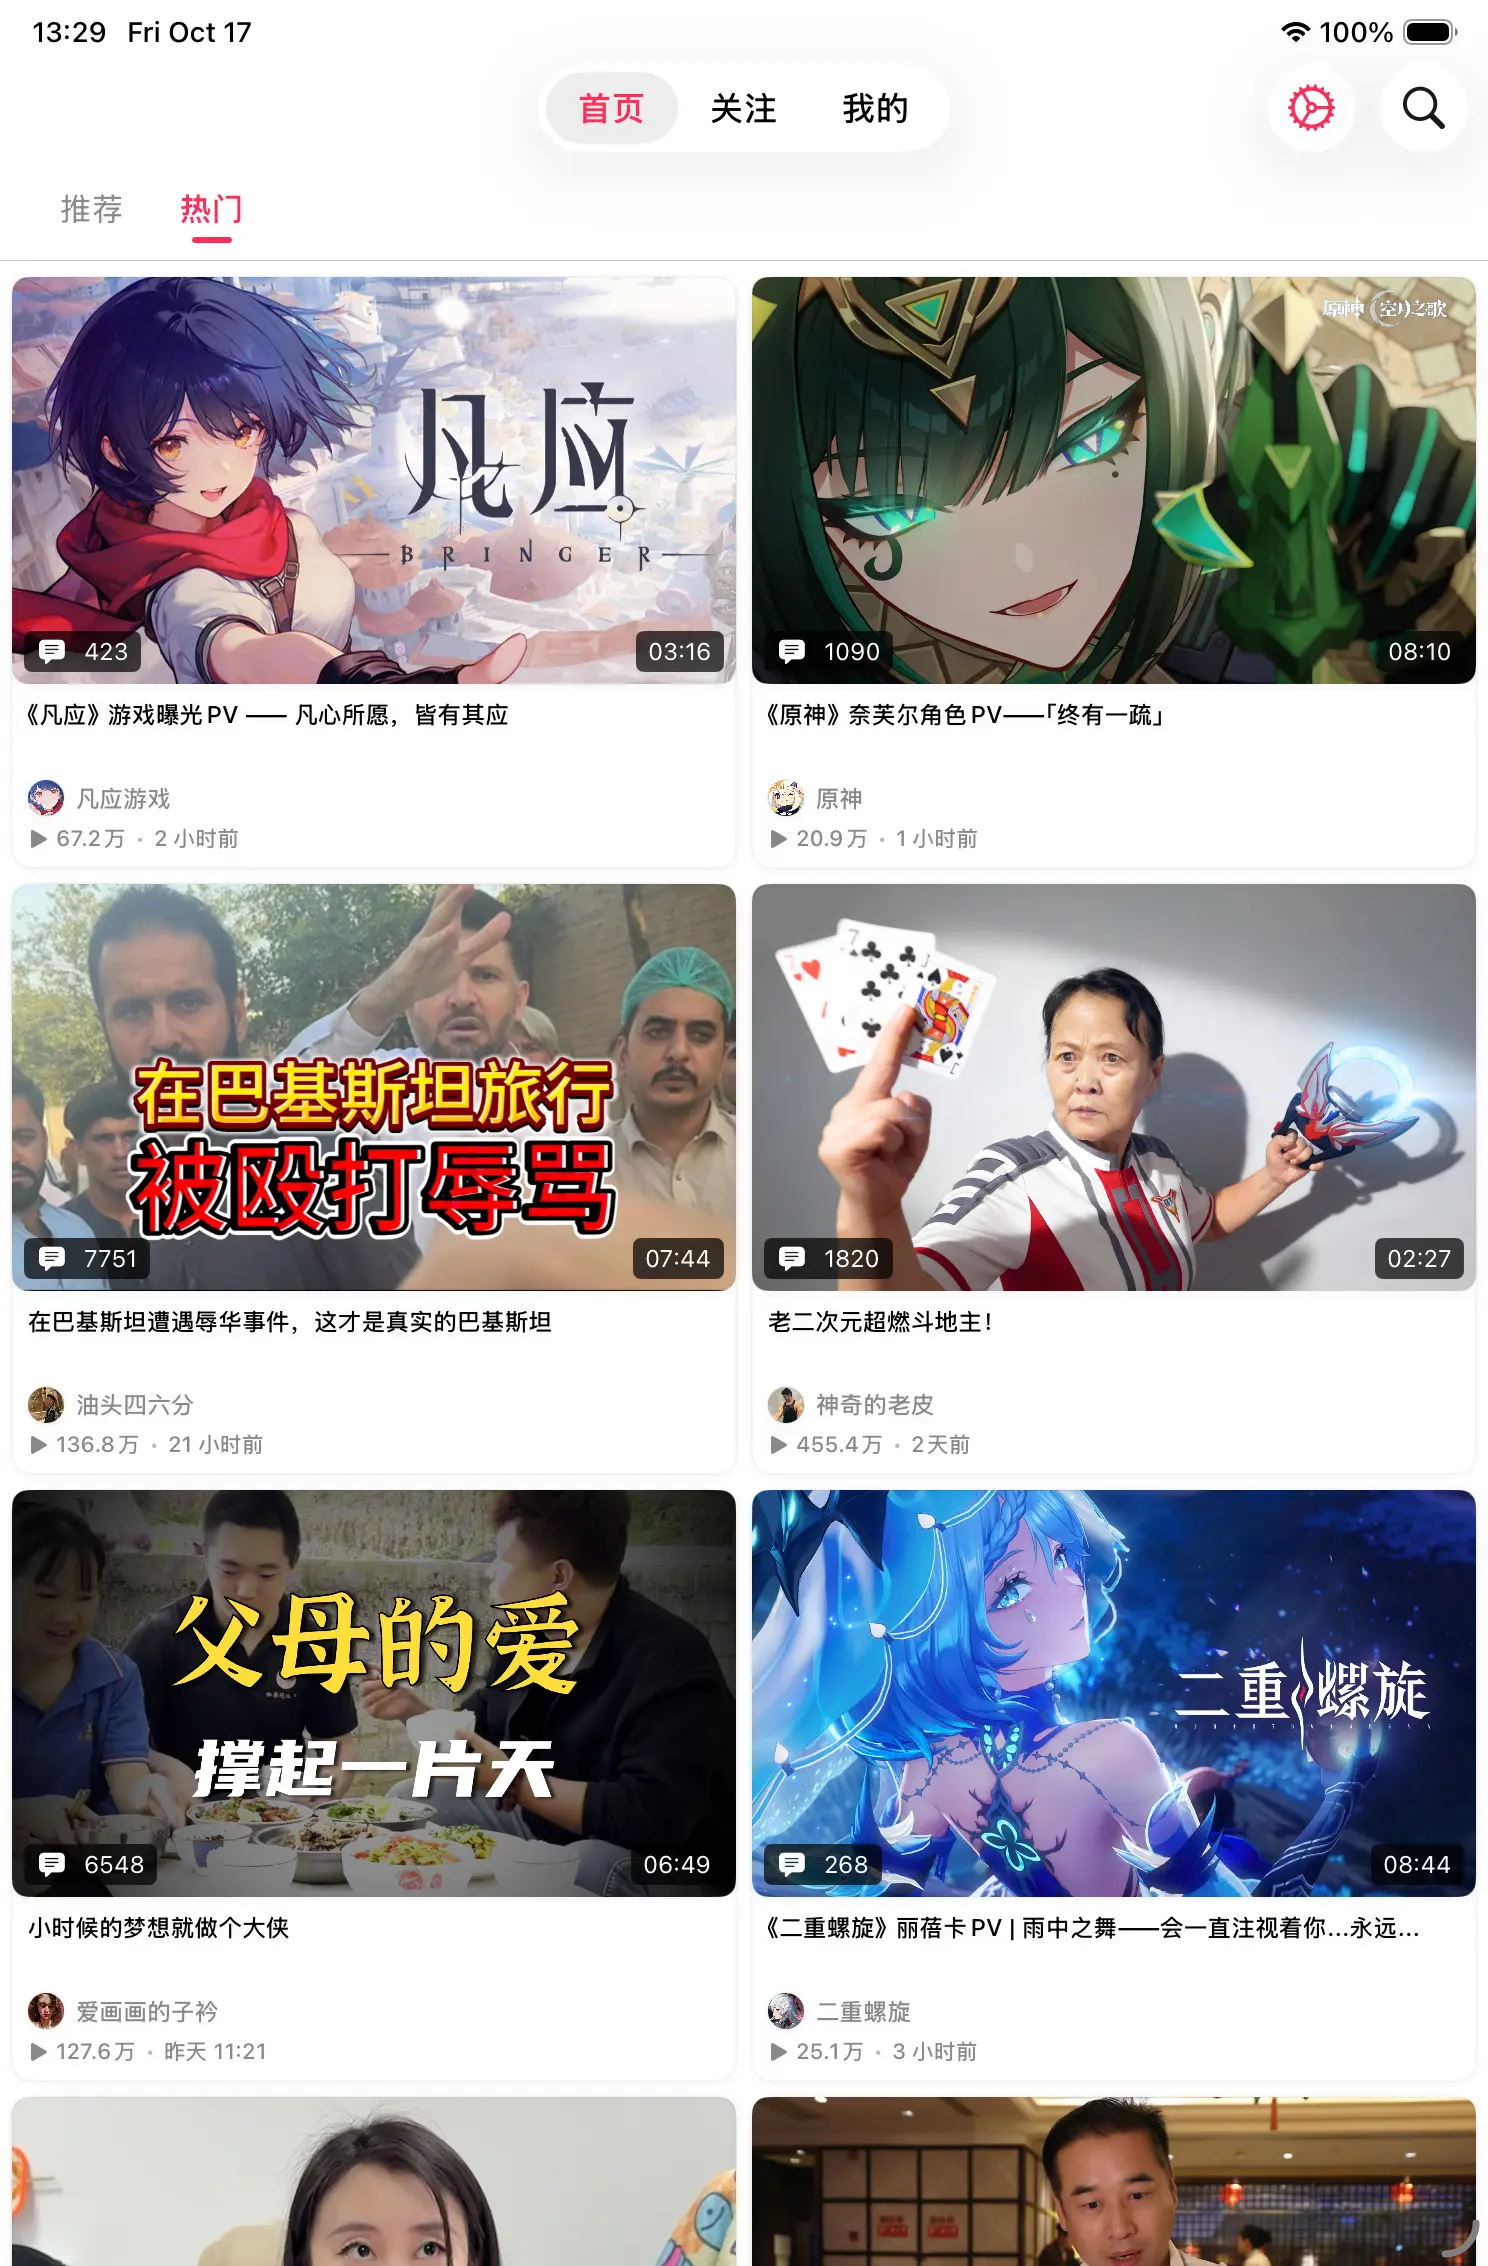 13:29 Fri Oct 17 100%
首页 关注 我的
推荐 热门
凡应
BRINGER
423 03:16
《凡应》游戏曝光PV —— 凡心所愿，皆有其应
凡应游戏
67.2万 · 2 小时前
原神 空月之歌
1090 08:10
《原神》奈芙尔角色PV——「终有一疏」
原神
20.9万 · 1 小时前
在巴基斯坦旅行
被殴打辱骂
7751 07:44
在巴基斯坦遭遇辱华事件，这才是真实的巴基斯坦
油头四六分
136.8万 · 21 小时前
7
J
J
1820 02:27
老二次元超燃斗地主！
神奇的老皮
455.4万 · 2天前
父母的爱
撑起一片天
6548 06:49
小时候的梦想就做个大侠
爱画画的子衿
127.6万 · 昨天 11:21
二重螺旋
268 08:44
《二重螺旋》丽蓓卡PV | 雨中之舞——会一直注视着你...永远...
二重螺旋
25.1万 · 3 小时前